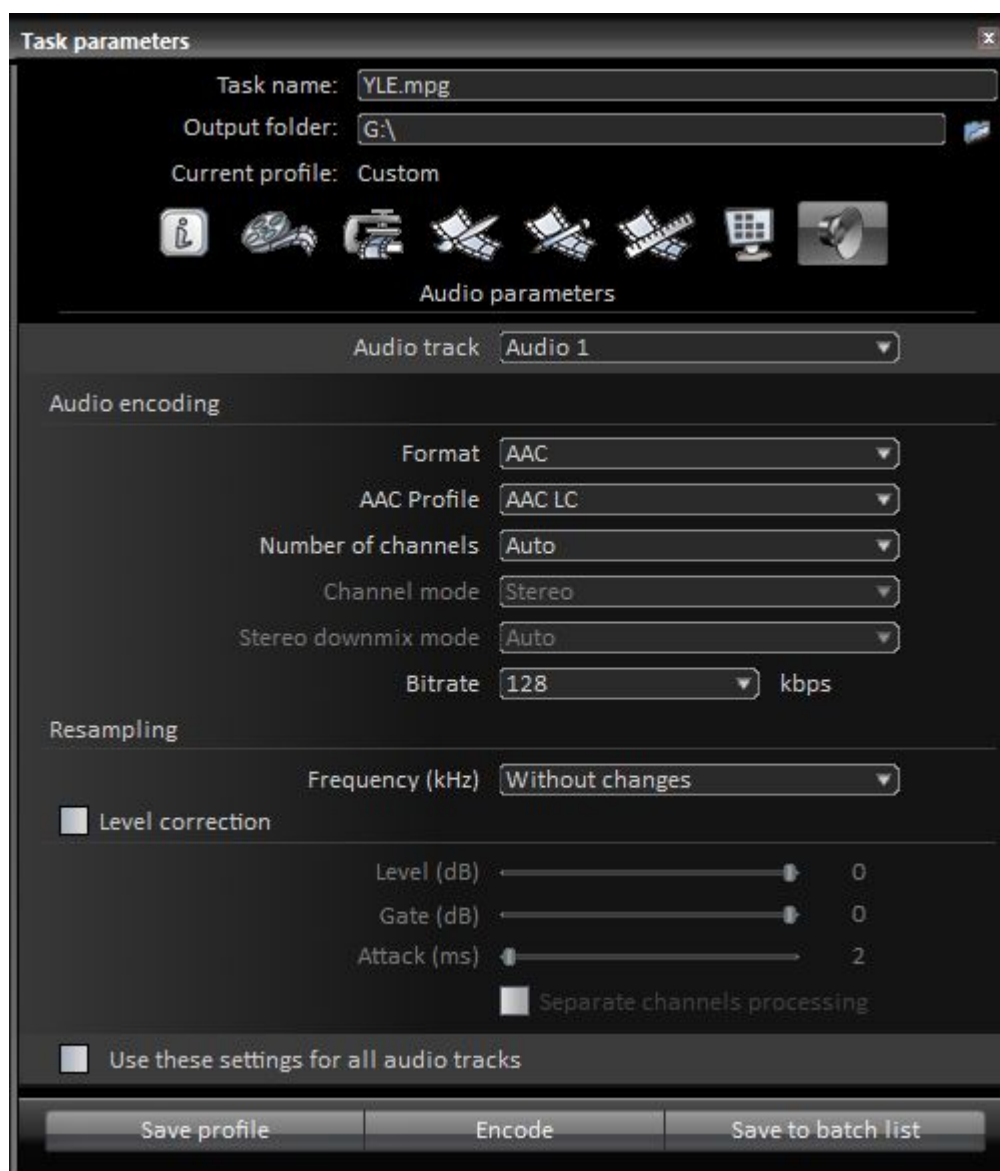 Task parameters
x
Task name: YLE.mpg
Output folder: G:\
Current profile: Custom
i
Audio parameters
Audio track Audio 1
Audio encoding
Format AAC
AAC Profile AAC LC
Number of channels Auto
Channel mode Stereo
Stereo downmix mode Auto
Bitrate 128 kbps
Resampling
Frequency (kHz) Without changes
Level correction
Level (dB) 0
Gate (dB) 0
Attack (ms) 2
Separate channels processing
Use these settings for all audio tracks
Save profile Encode Save to batch list